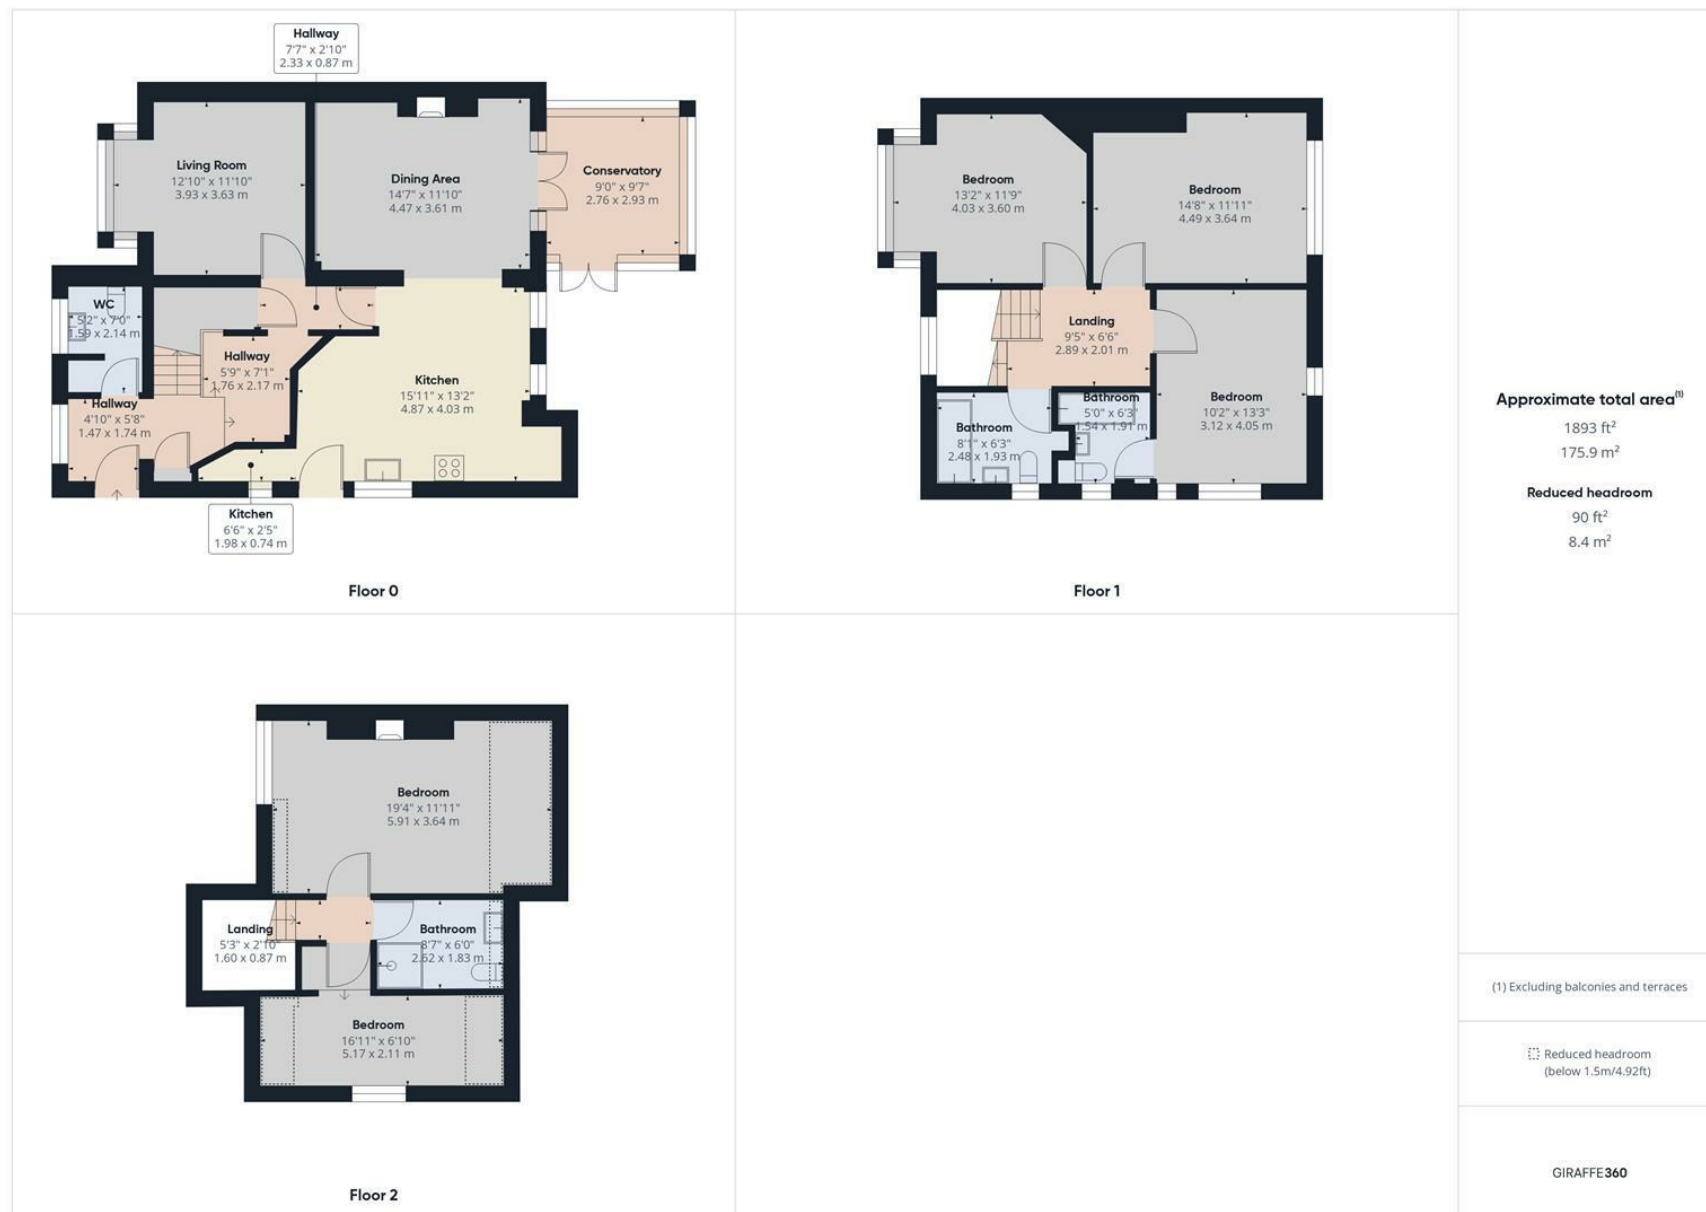 Hallway
7'7" x 2'10"
2.33 x 0.87 m
Living Room
12'10" x 11'10"
3.93 x 3.63 m
Dining Area
14'7" x 11'10"
4.47 x 3.61 m
Conservatory
9'0" x 9'7"
2.76 x 2.93 m
WC
5'2" x 7'0"
1.59 x 2.14 m
Hallway
5'9" x 7'1"
1.76 x 2.17 m
Kitchen
15'11" x 13'2"
4.87 x 4.03 m
Hallway
4'10" x 5'8"
1.47 x 1.74 m
Kitchen
6'6" x 2'5"
1.98 x 0.74 m
Floor 0
Bedroom
13'2" x 11'9"
4.03 x 3.60 m
Bedroom
14'8" x 11'11"
4.49 x 3.64 m
Landing
9'5" x 6'6"
2.89 x 2.01 m
Bathroom
8'1" x 6'3"
2.48 x 1.93 m
Bathroom
5'0" x 6'3"
1.54 x 1.91 m
Bedroom
10'2" x 13'3"
3.12 x 4.05 m
Floor 1
Bedroom
19'4" x 11'11"
5.91 x 3.64 m
Landing
5'3" x 2'10"
1.60 x 0.87 m
Bathroom
8'7" x 6'0"
2.62 x 1.83 m
Bedroom
16'11" x 6'10"
5.17 x 2.11 m
Floor 2
Approximate total area(1)
1893 ft²
175.9 m²
Reduced headroom
90 ft²
8.4 m²
(1) Excluding balconies and terraces
Reduced headroom
(below 1.5m/4.92ft)
GIRAFFE360